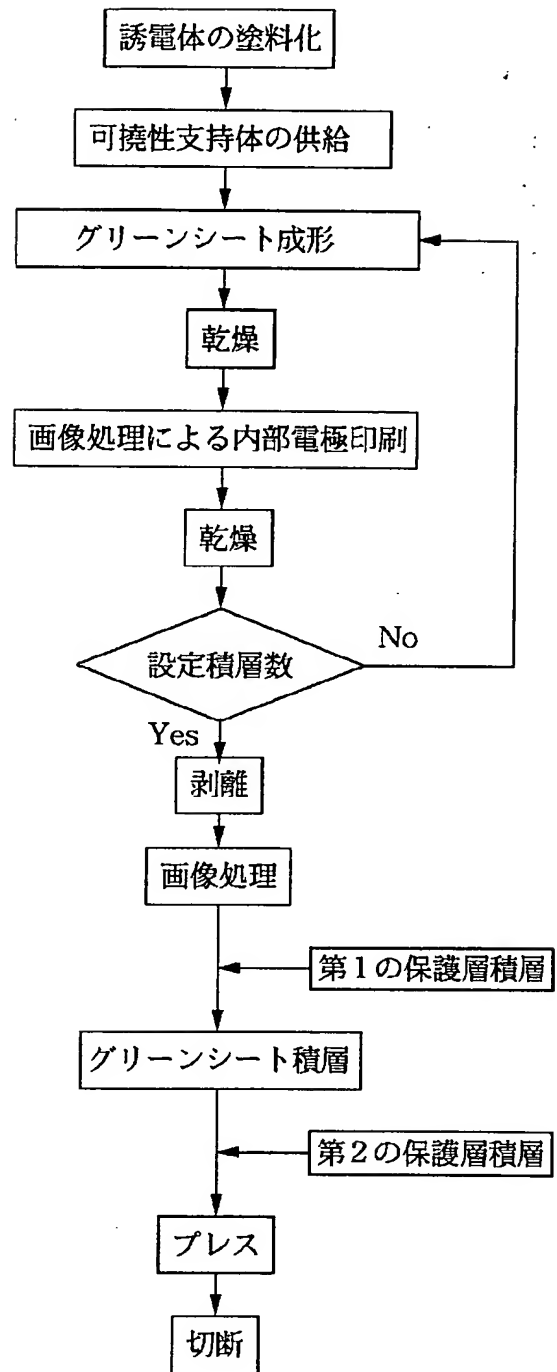 誘電体の塗料化
可撓性支持体の供給
グリーンシート成形
乾燥
画像処理による内部電極印刷
乾燥
設定積層数
No
Yes
剥離
画像処理
第1の保護層積層
グリーンシート積層
第2の保護層積層
プレス
切断